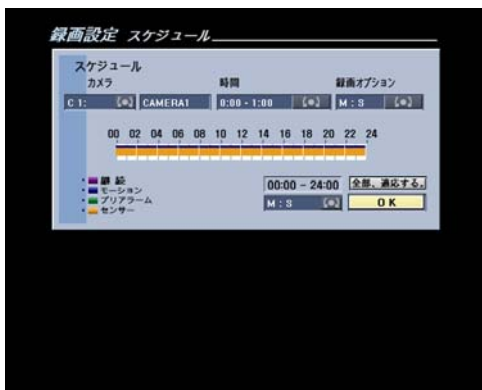 録画設定 スケジュール
スケジュール
カメラ 時間 録画オプション
C 1: CAMERA1 0:00 - 1:00 M : S
00 02 04 06 08 10 12 14 16 18 20 22 24
継続
モーション
プリアラーム
センサー
00:00 - 24:00 全部、適応する。
M : S OK